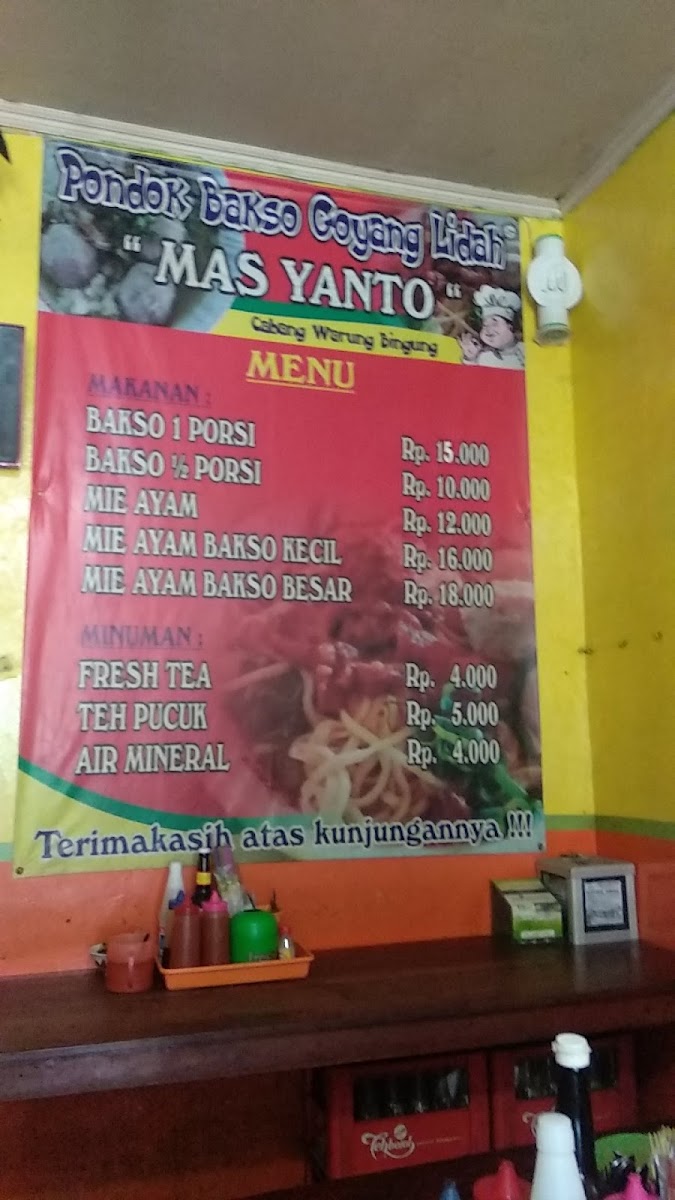 Pondok Bakso Goyang Lidah
" MAS YANTO "
Cabang Warung Bingung
MENU
MAKANAN :
BAKSO 1 PORSI Rp. 15.000
BAKSO ½ PORSI Rp. 10.000
MIE AYAM Rp. 12.000
MIE AYAM BAKSO KECIL Rp. 16.000
MIE AYAM BAKSO BESAR Rp. 18.000
MINUMAN :
FRESH TEA Rp. 4.000
TEH PUCUK Rp. 5.000
AIR MINERAL Rp. 4.000
Terimakasih atas kunjungannya !!!
Tehbotol